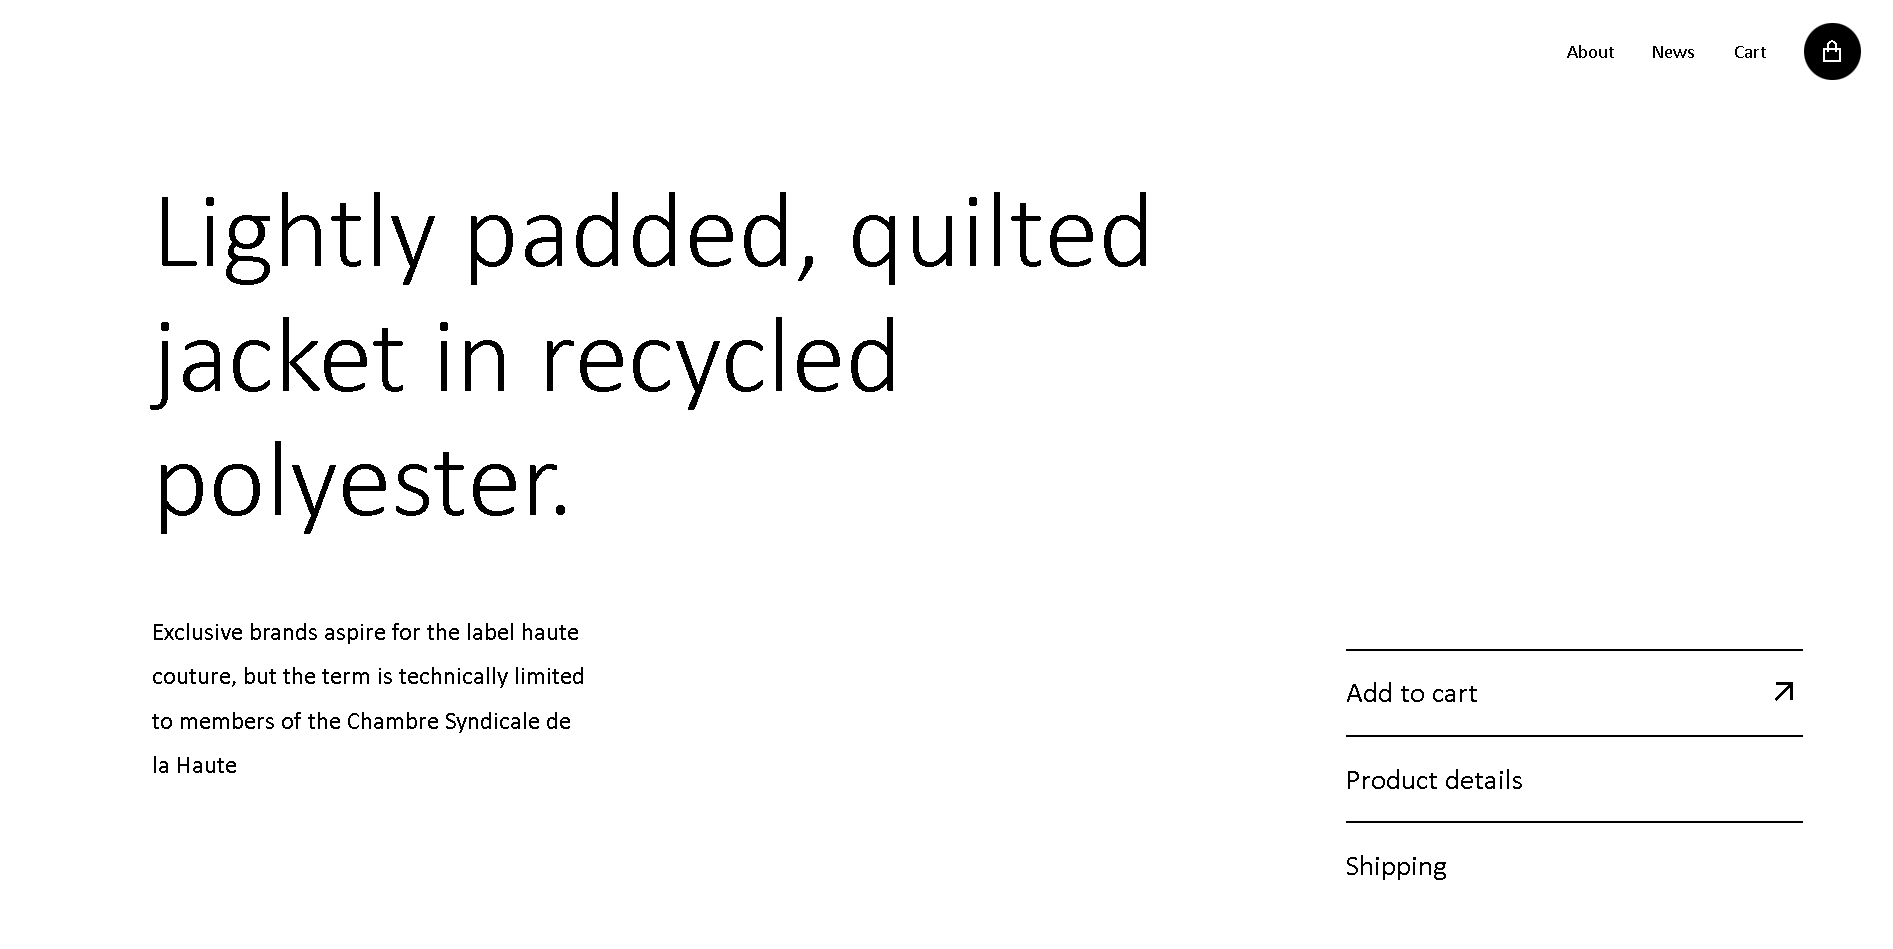 About News Cart
Lightly padded, quilted
jacket in recycled
polyester.
Exclusive brands aspire for the label haute
couture, but the term is technically limited
to members of the Chambre Syndicale de
la Haute
Add to cart
Product details
Shipping